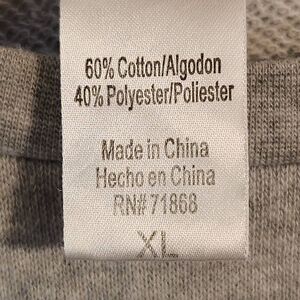 60% Cotton/Algodon
40% Polyester/Poliester
Made in China
Hecho en China
RN# 71868
XL